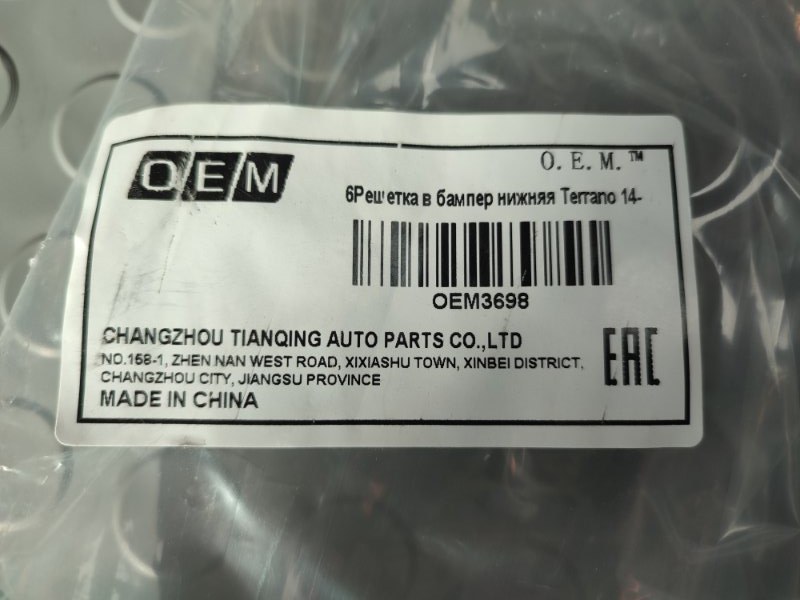 O/E/M
O. E. M.™
6Решетка в бампер нижняя Terrano 14-
OEM3698
CHANGZHOU TIANQING AUTO PARTS CO.,LTD
NO.168-1, ZHEN NAN WEST ROAD, XIXIASHU TOWN, XINBEI DISTRICT,
CHANGZHOU CITY, JIANGSU PROVINCE
MADE IN CHINA
EAC